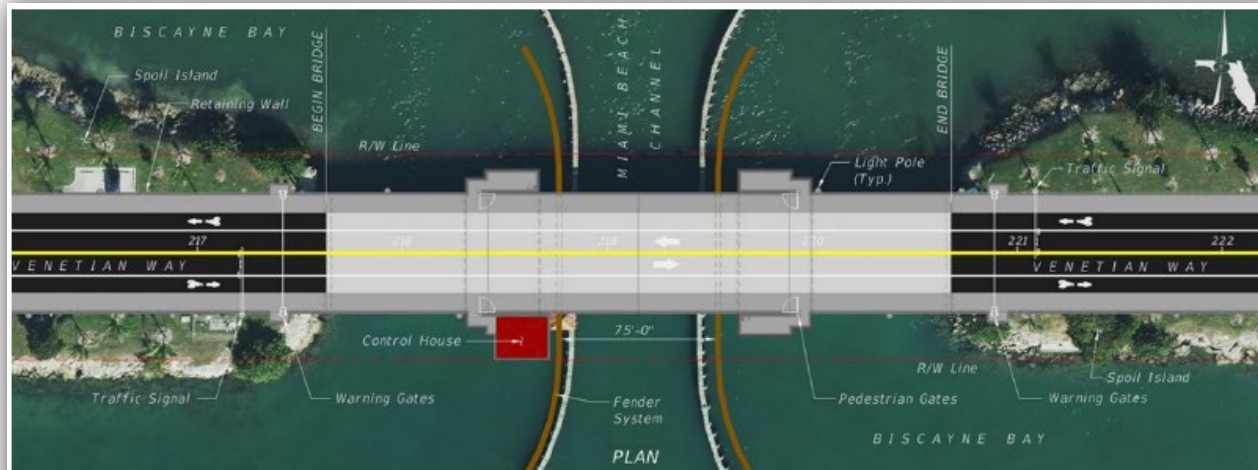 BISCAYNE BAY
Spoil Island
Retaining Wall
BEGIN BRIDGE
R/W Line
MIAMI BEACH
CHANNEL
END BRIDGE
Light Pole
(Typ.)
Traffic Signal
217
218
220
221
222
VENETIAN WAY
VENETIAN WAY
Control House
75'-0"
R/W Line
Traffic Signal
Warning Gates
Fender
System
Pedestrian Gates
Warning Gates
Spoil Island
BISCAYNE BAY
PLAN